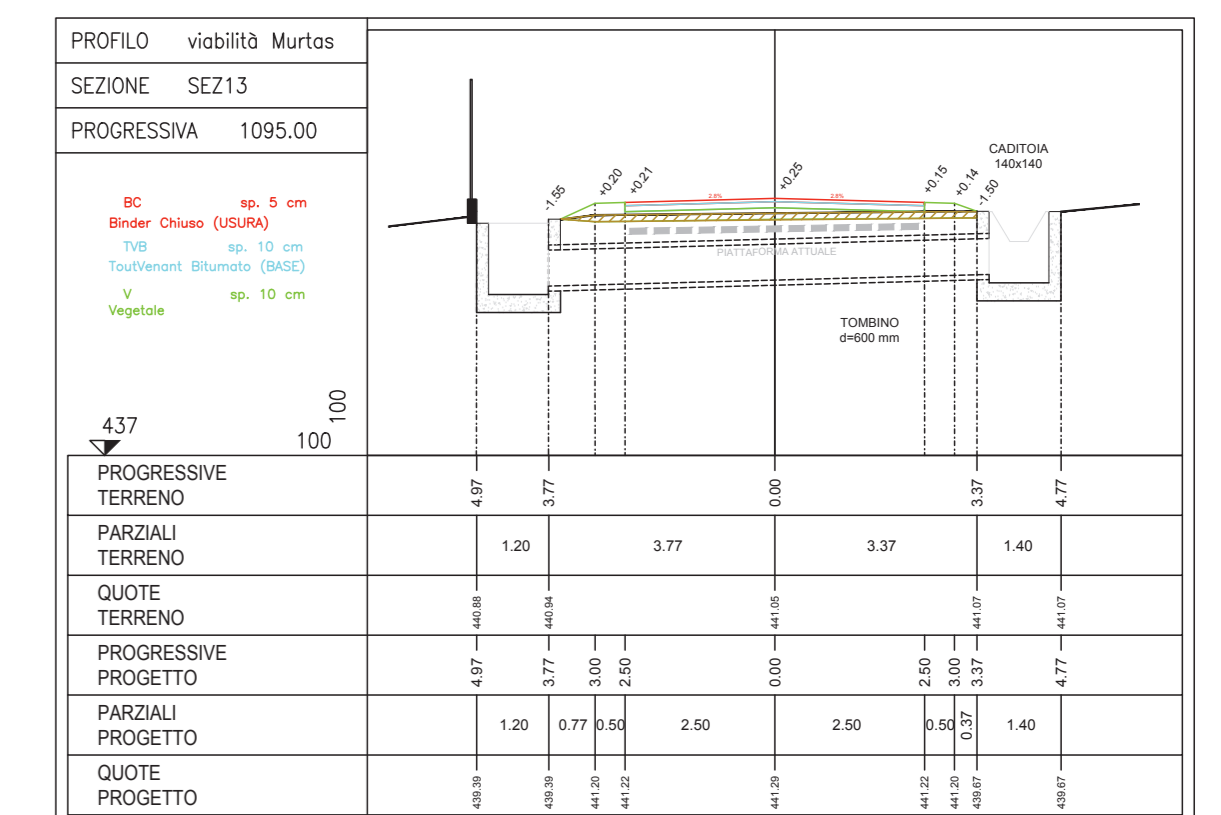 PROFILO viabilità Murtas
SEZIONE SEZ13
PROGRESSIVA 1095.00
BC sp. 5 cm
Binder Chiuso (USURA)
TVB sp. 10 cm
ToutVenant Bitumato (BASE)
V sp. 10 cm
Vegetale
437
100
100
CADITOIA
140x140
-1.55
+0.20
+0.21
+0.25
+0.15
+0.14
-1.50
2.8%
2.8%
PIATTAFORMA ATTUALE
TOMBINO
d=600 mm
PROGRESSIVE
TERRENO
4.97 3.77 0.00 3.37 4.77
PARZIALI
TERRENO
1.20 3.77 3.37 1.40
QUOTE
TERRENO
440.88 440.94 441.05 441.07 441.07
PROGRESSIVE
PROGETTO
4.97 3.77 3.00 2.50 0.00 2.50 3.00 3.37 4.77
PARZIALI
PROGETTO
1.20 0.77 0.50 2.50 2.50 0.50 0.37 1.40
QUOTE
PROGETTO
439.39 439.39 441.20 441.22 441.29 441.22 441.20 439.67 439.67